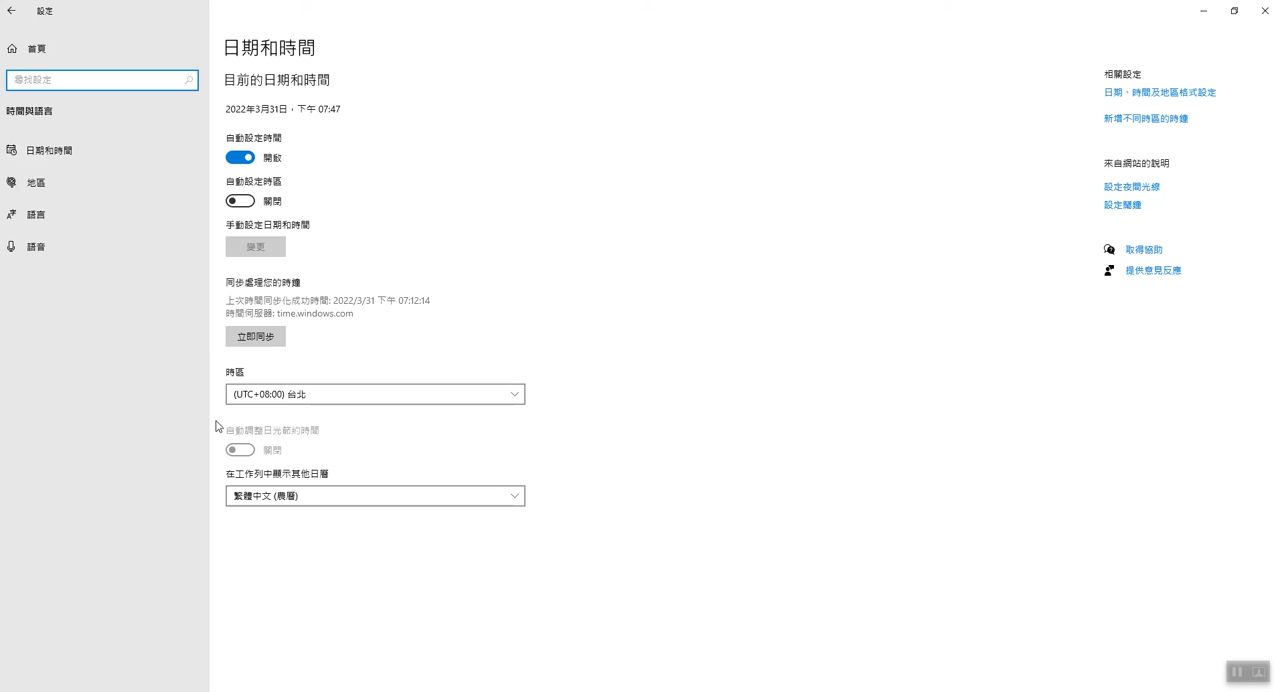 設定
首頁
尋找設定
時間與語言
日期和時間
地區
語言
語音
日期和時間
目前的日期和時間
2022年3月31日，下午 07:47
自動設定時間
開啟
自動設定時區
關閉
手動設定日期和時間
變更
同步處理您的時鐘
上次時間同步化成功時間: 2022/3/31 下午 07:12:14
時間伺服器: time.windows.com
立即同步
時區
(UTC+08:00) 台北
自動調整日光節約時間
關閉
在工作列中顯示其他日曆
繁體中文 (農曆)
相關設定
日期、時間及地區格式設定
新增不同時區的時鐘
來自網站的說明
設定夜間光線
設定鬧鐘
取得協助
提供意見反應